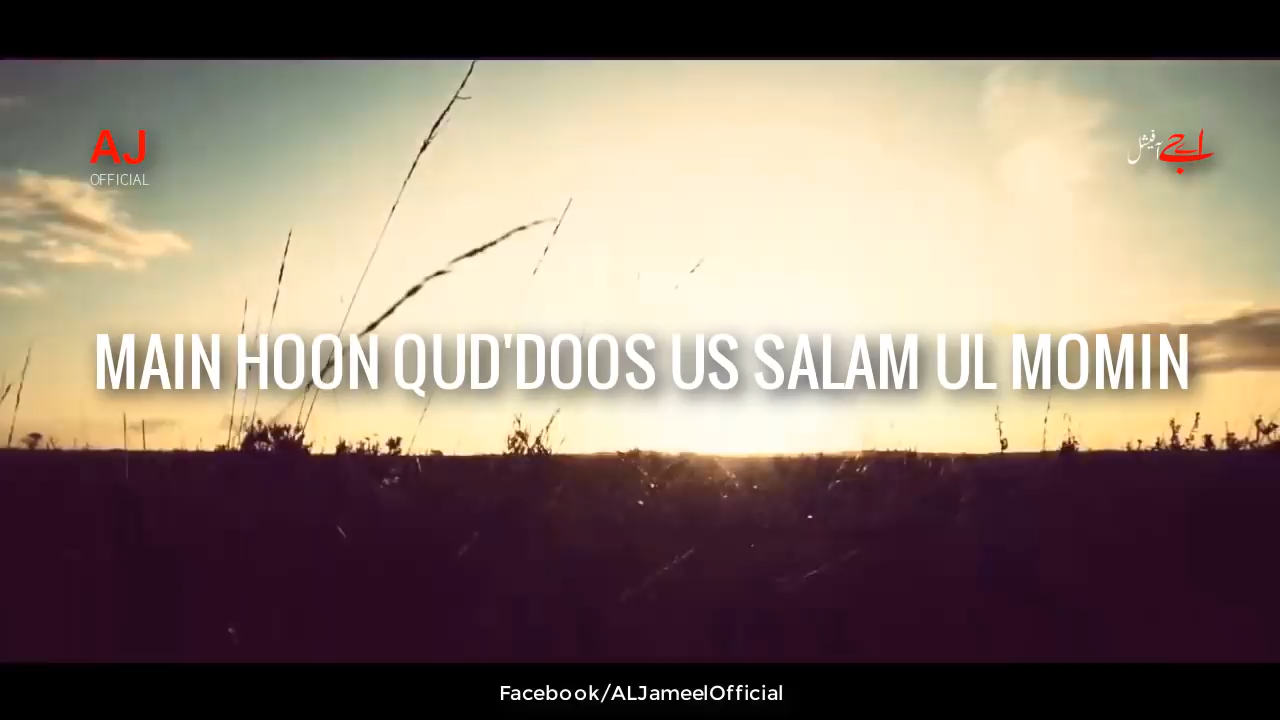 AJ
OFFICIAL
اے جے آفیشل
MAIN HOON QUD'DOOS US SALAM UL MOMIN
Facebook/ALJameelOfficial